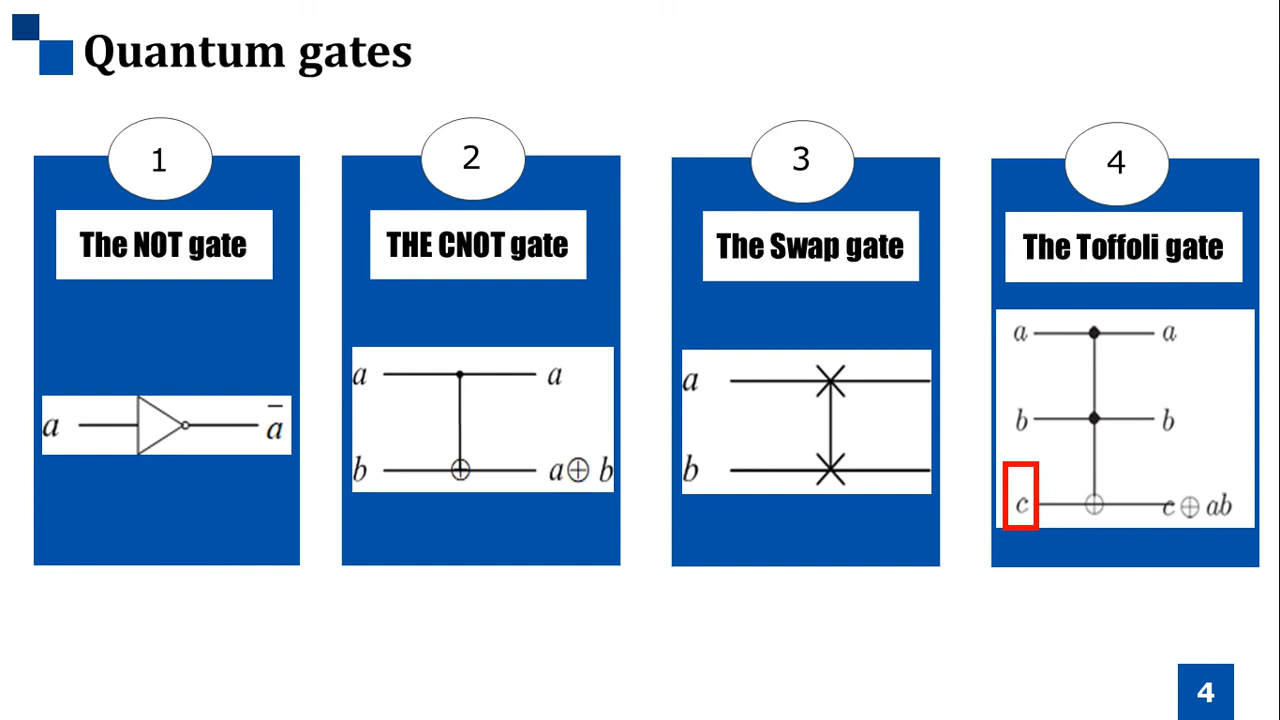 Quantum gates
1
The NOT gate
a
a̅
2
THE CNOT gate
a a
b a⊕ b
3
The Swap gate
a
b
4
The Toffoli gate
a a
b b
c c ⊕ ab
4